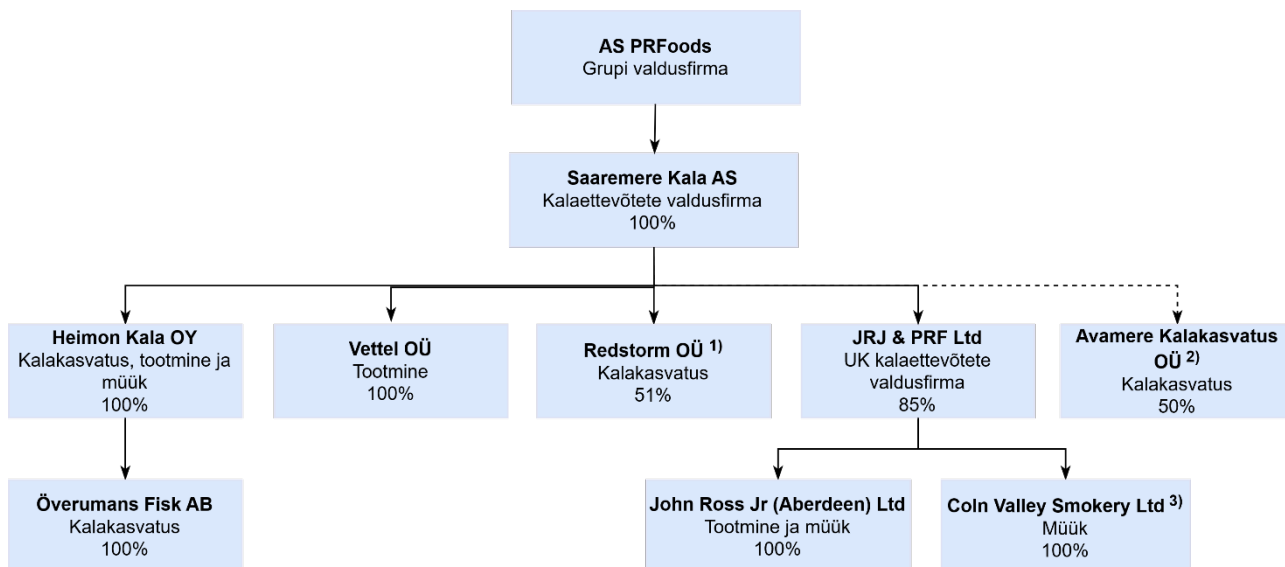 AS PRFoods
Grupi valdusfirma
Saaremere Kala AS
Kalaettevõtete valdusfirma
100%
Heimon Kala OY
Kalakasvatus, tootmine ja
müük
100%
Vettel OÜ
Tootmine
100%
Redstorm OÜ 1)
Kalakasvatus
51%
JRJ & PRF Ltd
UK kalaettevõtete
valdusfirma
85%
Avamere Kalakasvatus
OÜ 2)
Kalakasvatus
50%
Överumans Fisk AB
Kalakasvatus
100%
John Ross Jr (Aberdeen) Ltd
Tootmine ja müük
100%
Coln Valley Smokery Ltd 3)
Müük
100%